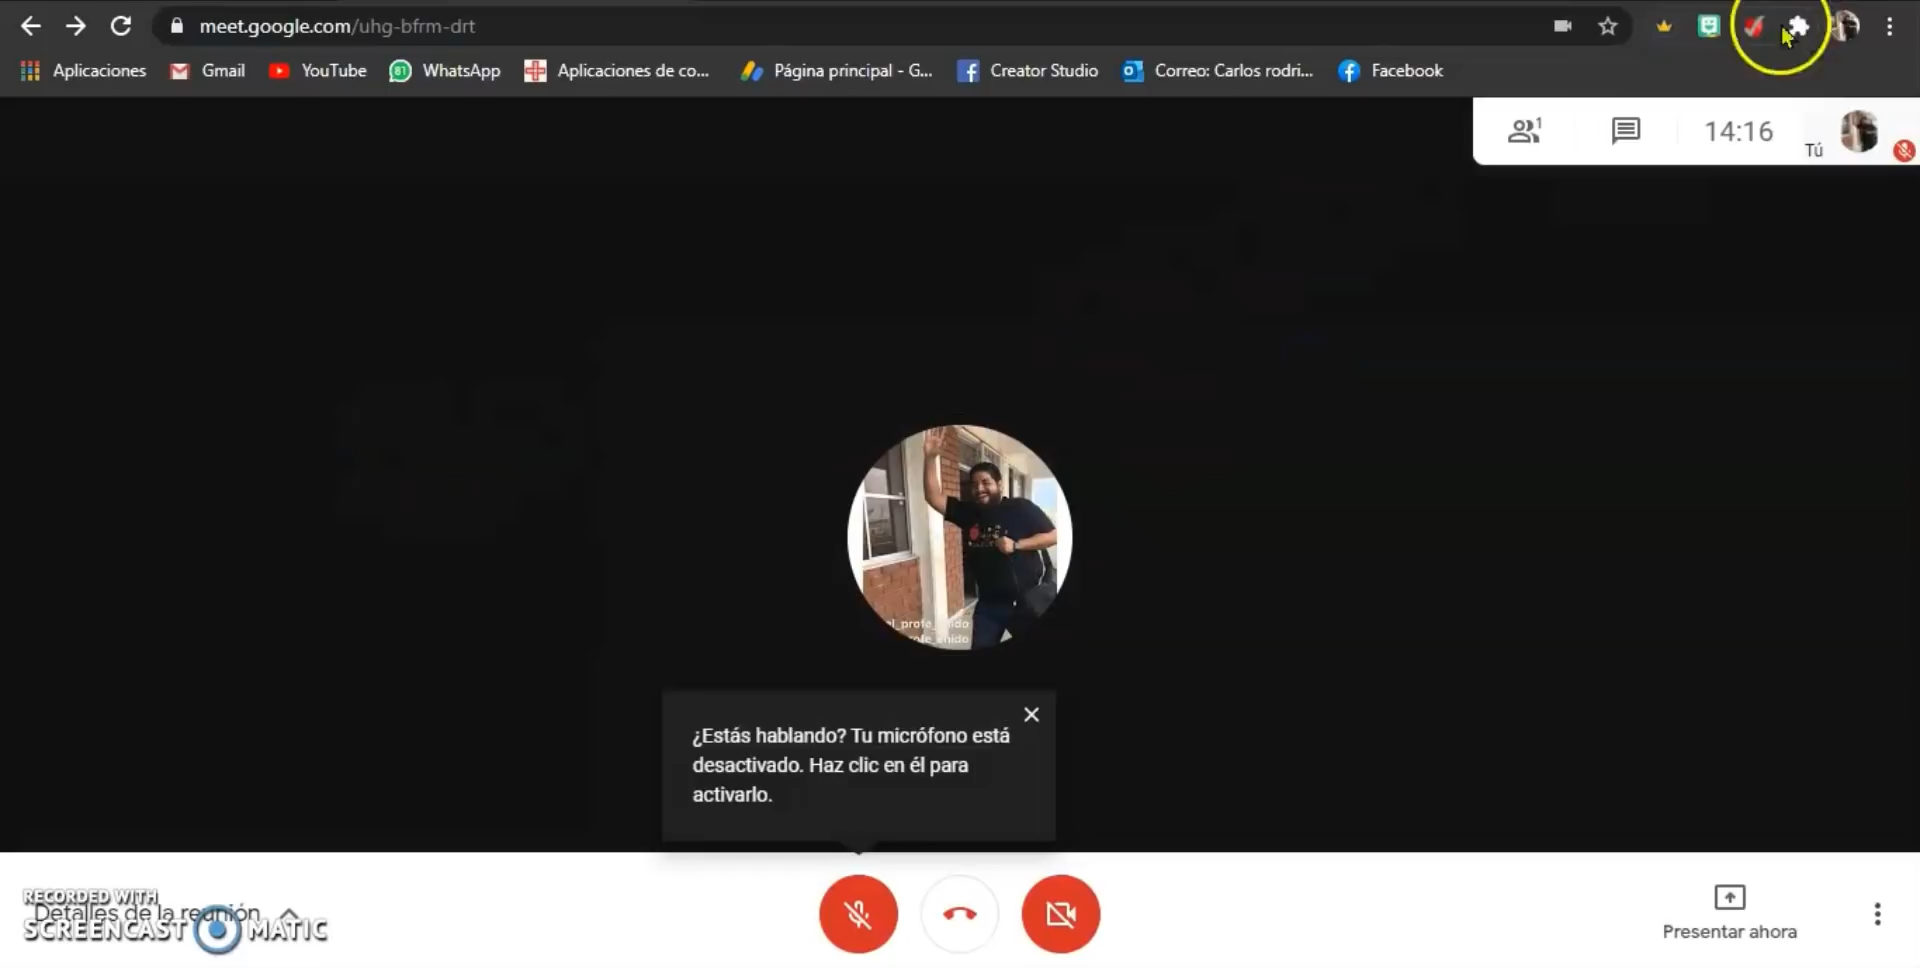 meet.google.com/uhg-bfrm-drt
Aplicaciones
Gmail
YouTube
81
WhatsApp
Aplicaciones de co...
Página principal - G...
Creator Studio
Correo: Carlos rodri...
Facebook
1
14:16
Tú
¿Estás hablando? Tu micrófono está
desactivado. Haz clic en él para
activarlo.
RECORDED WITH
Detalles de la reunión
SCREENCAST MATIC
Presentar ahora